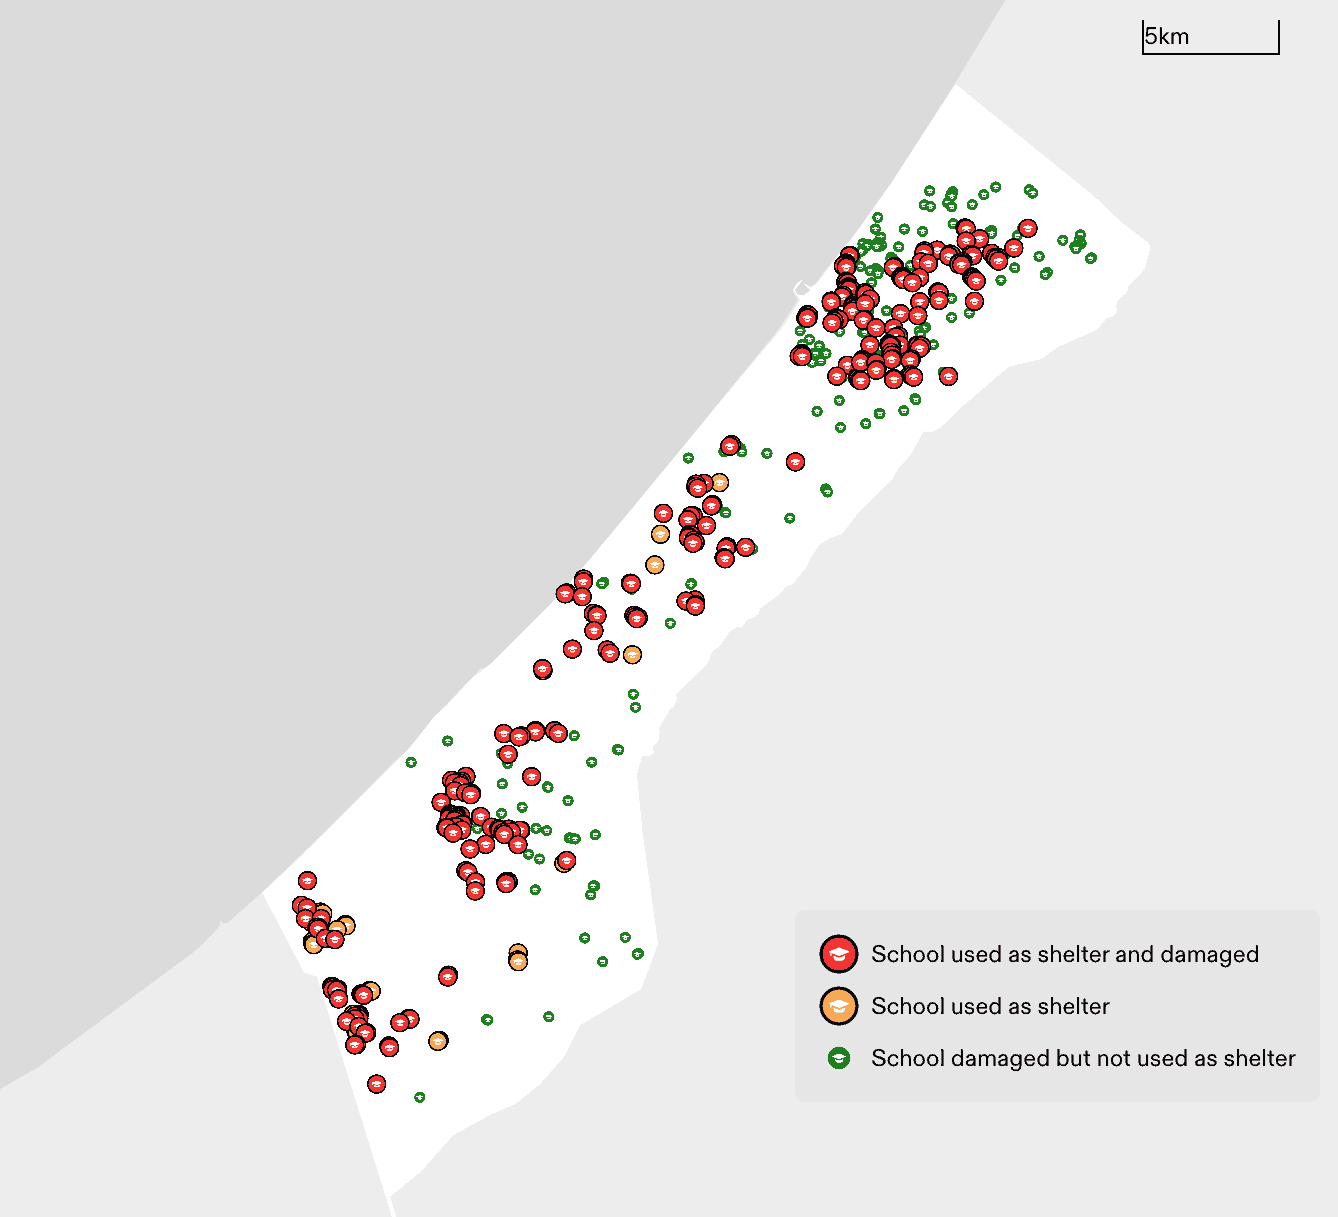 5km
School used as shelter and damaged
School used as shelter
School damaged but not used as shelter